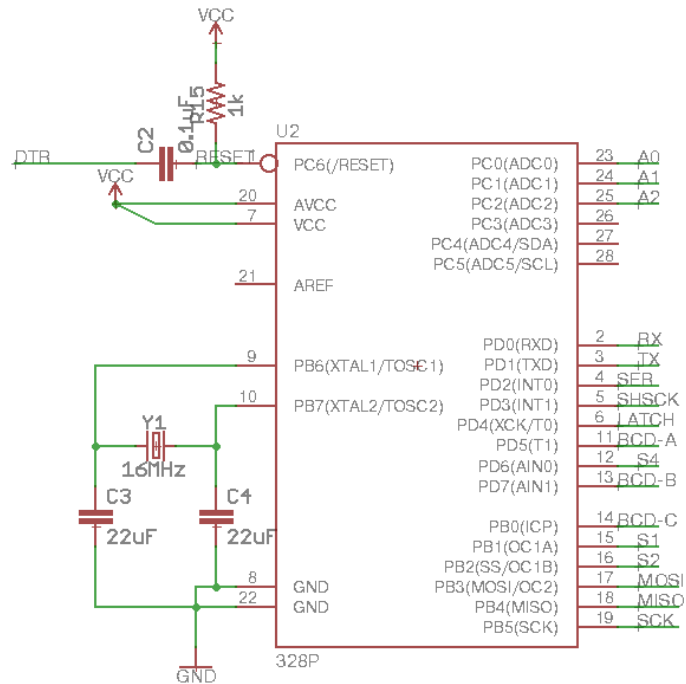 VCC
R15
1k
C2
0.1uF
DTR
RESET
VCC
U2
1
PC6(/RESET)
20
AVCC
7
VCC
21
AREF
9
PB6(XTAL1/TOSC1)
10
PB7(XTAL2/TOSC2)
Y1
16MHz
C3
22uF
C4
22uF
8
GND
22
GND
GND
328P
PC0(ADC0) 23 A0
PC1(ADC1) 24 A1
PC2(ADC2) 25 A2
PC3(ADC3) 26
PC4(ADC4/SDA) 27
PC5(ADC5/SCL) 28
PD0(RXD) 2 RX
PD1(TXD) 3 TX
PD2(INT0) 4 SER
PD3(INT1) 5 SHSCK
PD4(XCK/T0) 6 LATCH
PD5(T1) 11 BCD-A
PD6(AIN0) 12 S4
PD7(AIN1) 13 BCD-B
PB0(ICP) 14 BCD-C
PB1(OC1A) 15 S1
PB2(SS/OC1B) 16 S2
PB3(MOSI/OC2) 17 MOSI
PB4(MISO) 18 MISO
PB5(SCK) 19 SCK